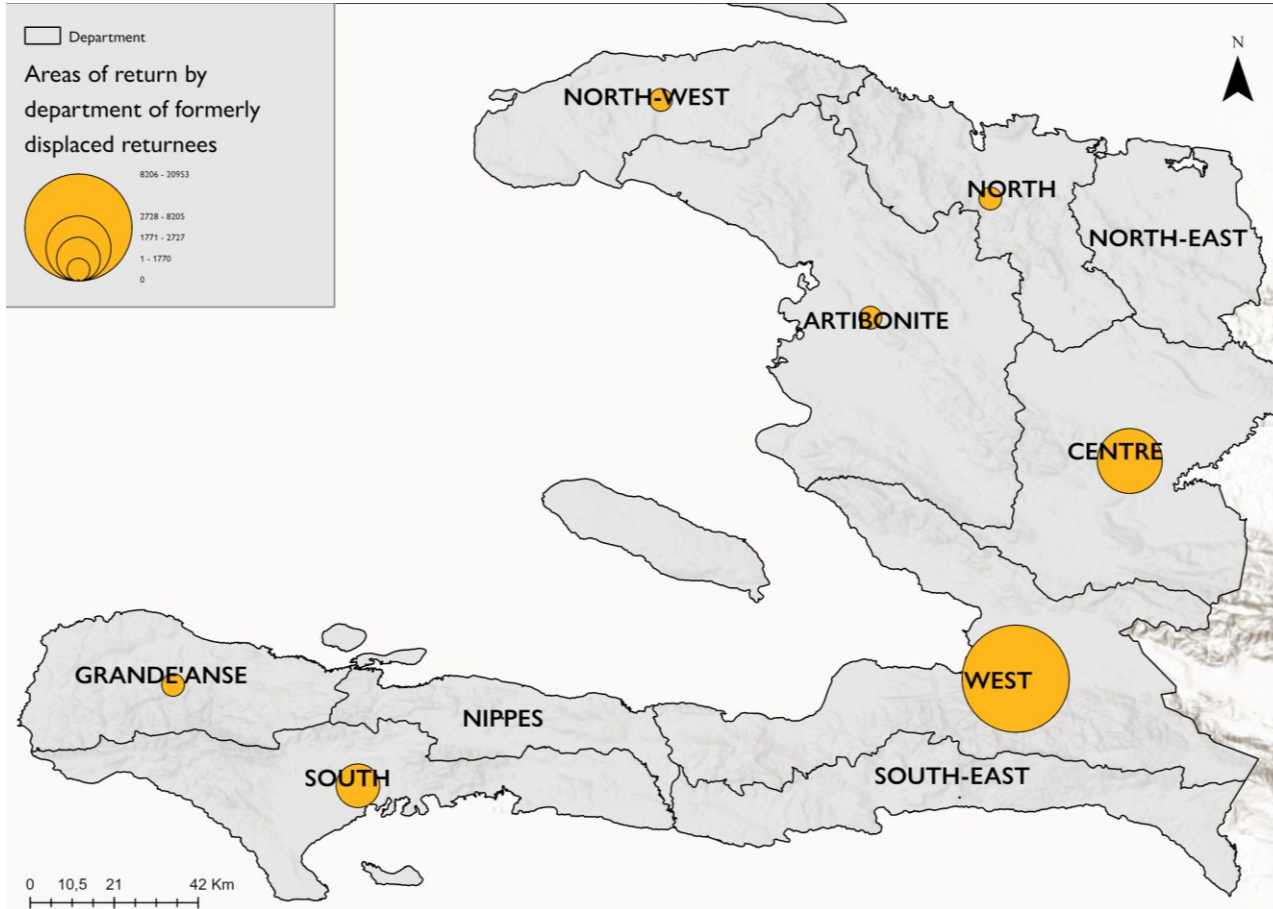 Department
Areas of return by
department of formerly
displaced returnees
8206 - 20953
2728 - 8205
1771 - 2727
1 - 1770
0
N
NORTH-WEST
NORTH
NORTH-EAST
ARTIBONITE
CENTRE
GRANDE'ANSE
WEST
NIPPES
SOUTH
SOUTH-EAST
0 10,5 21 42 Km